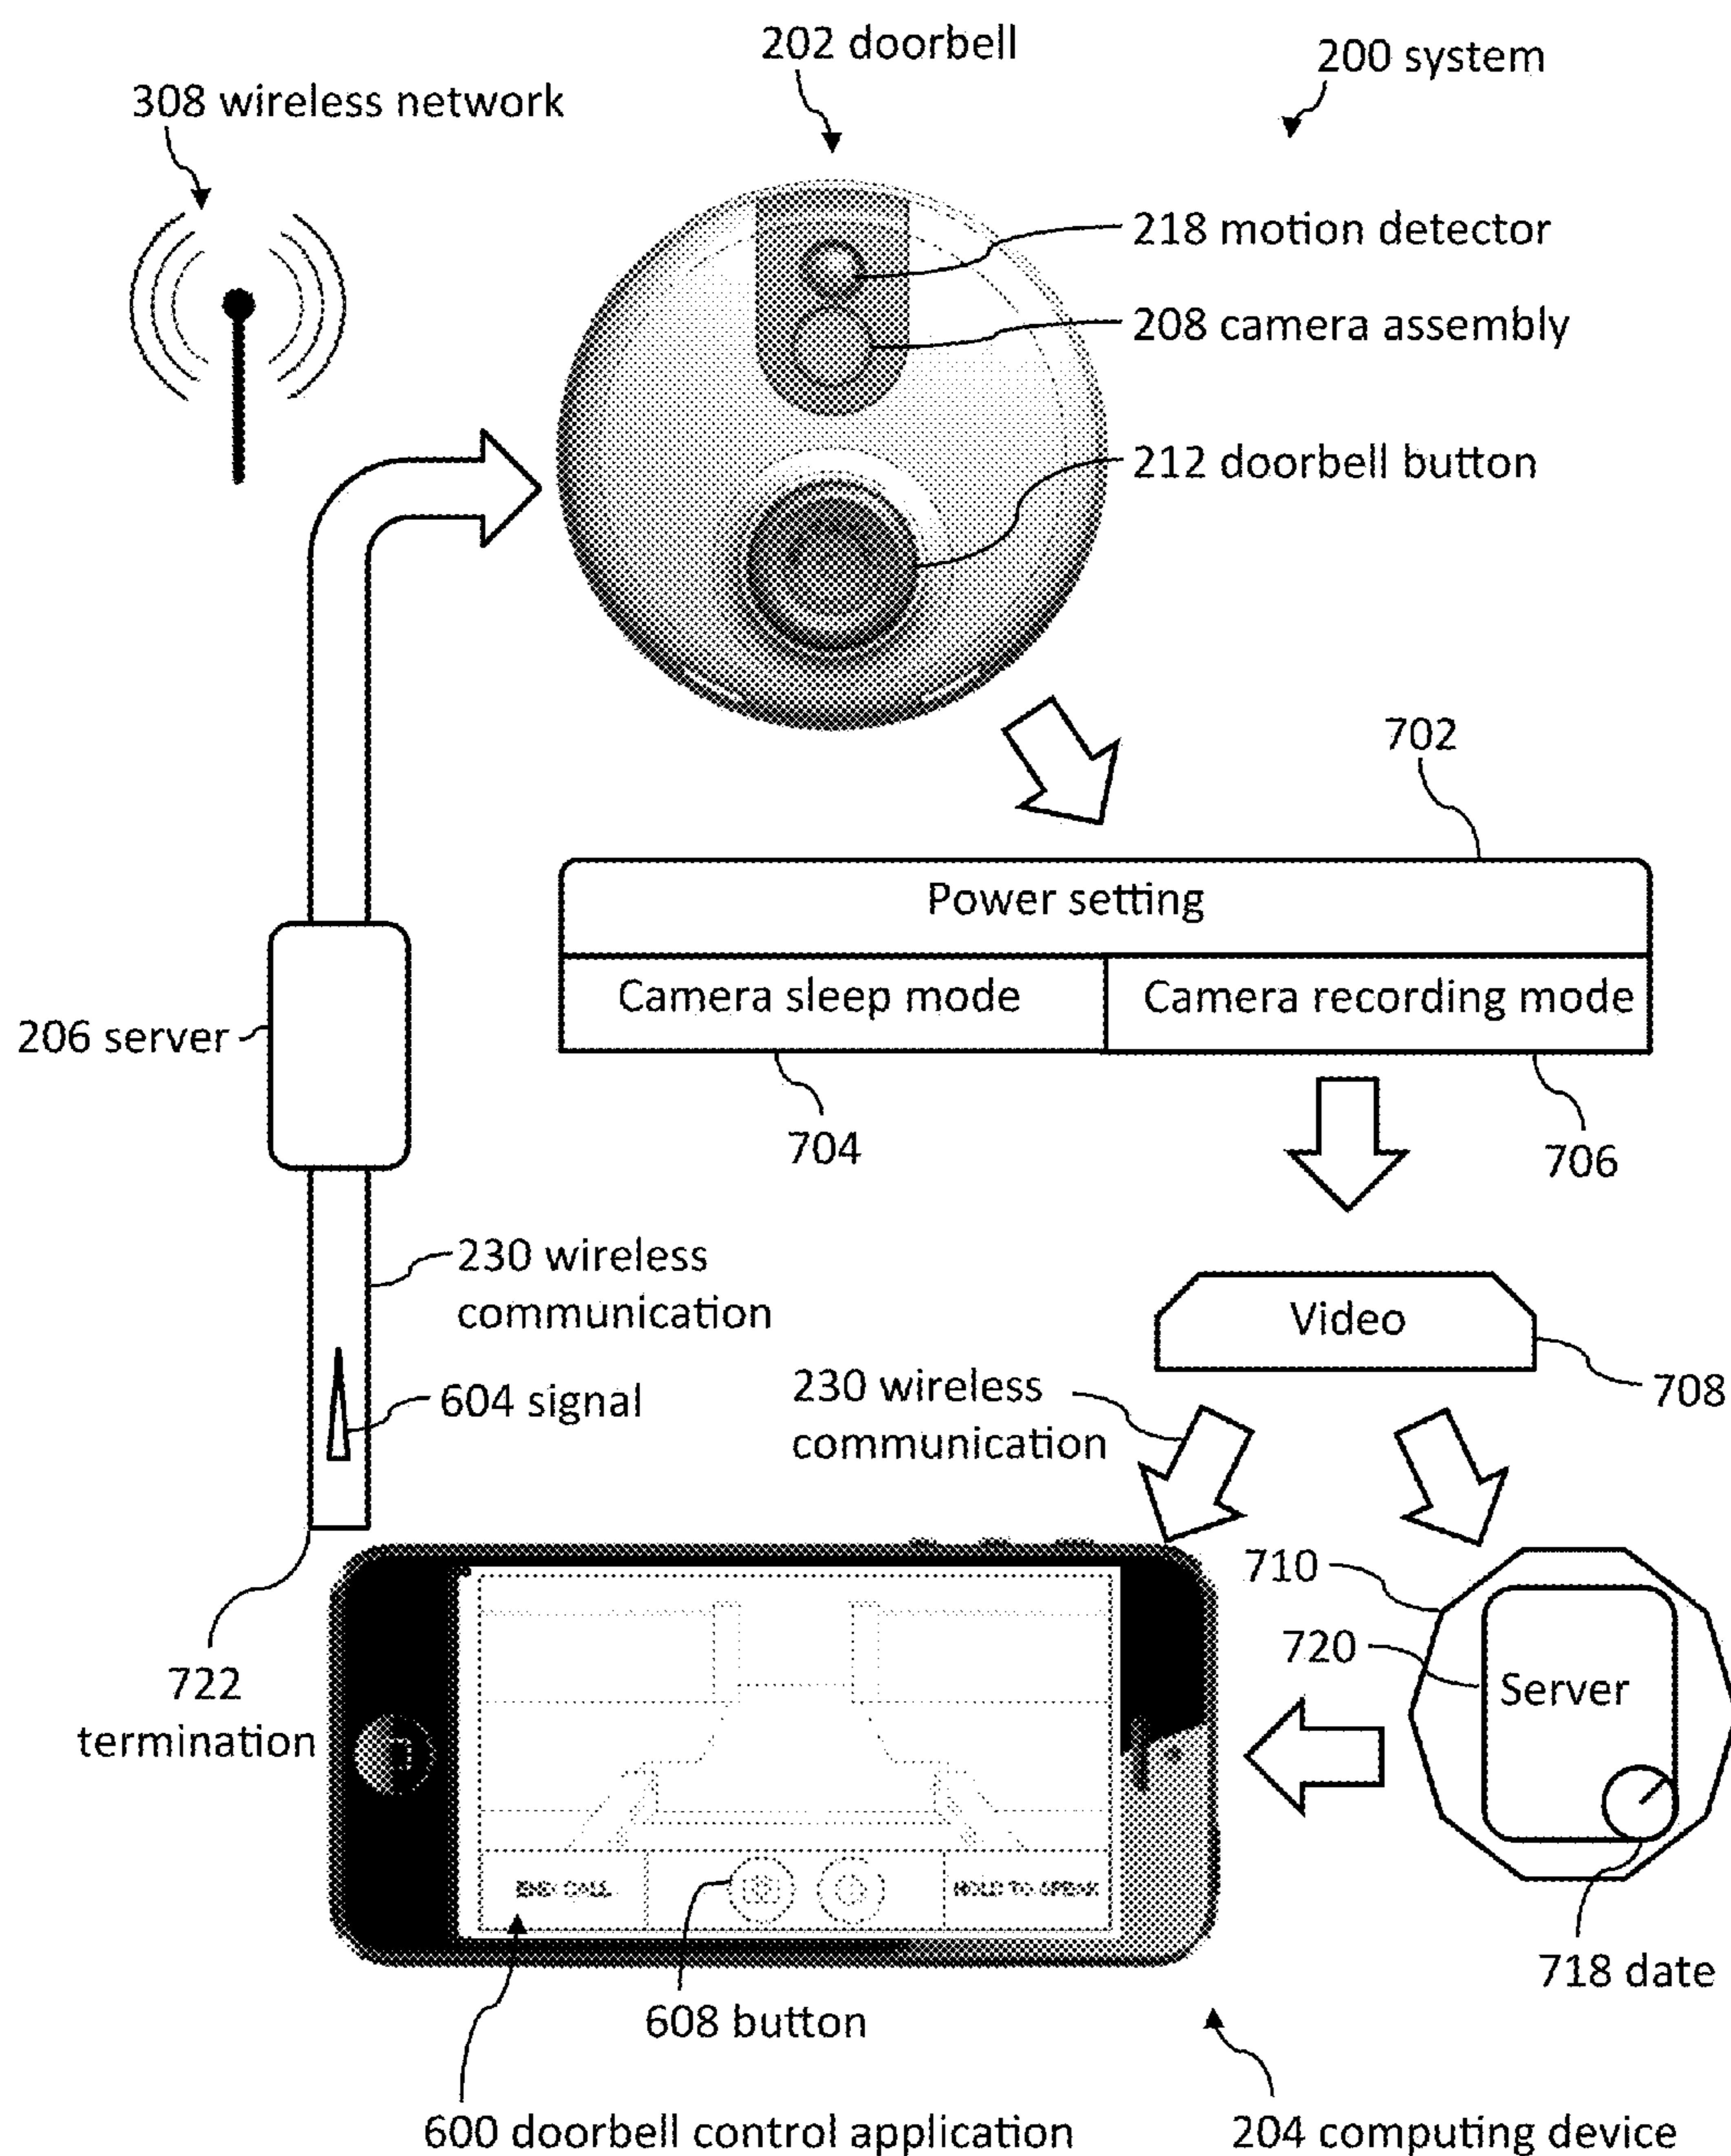 202 doorbell
200 system
308 wireless network
218 motion detector
208 camera assembly
212 doorbell button
702
Power setting
Camera sleep mode
Camera recording mode
206 server
704
706
230 wireless
communication
Video
604 signal
230 wireless
communication
708
710
720
Server
722
termination
END CALL
HOLD TO SPEAK
718 date
608 button
600 doorbell control application
204 computing device